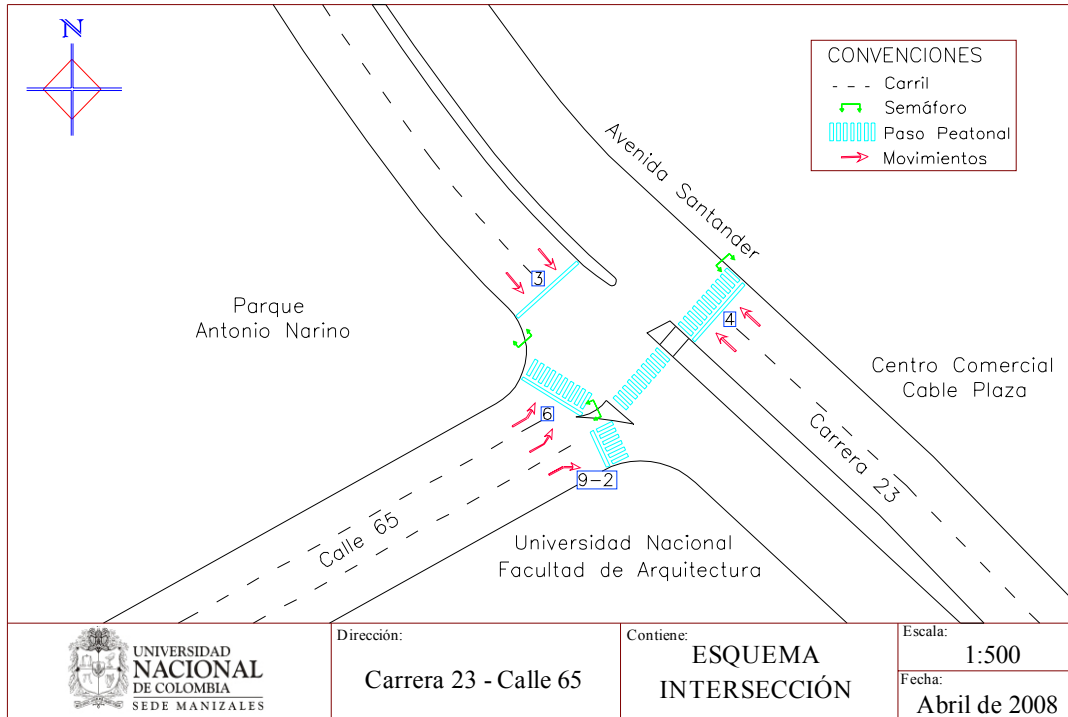 N
CONVENCIONES
Carril
Semáforo
Paso Peatonal
Movimientos
Avenida Santander
3
4
Parque
Antonio Narino
Centro Comercial
Cable Plaza
6
Carrera 23
9-2
Calle 65
Universidad Nacional
Facultad de Arquitectura
UNIVERSIDAD
NACIONAL
DE COLOMBIA
SEDE MANIZALES
Dirección:
Carrera 23 - Calle 65
Contiene:
ESQUEMA
INTERSECCIÓN
Escala:
1:500
Fecha:
Abril de 2008